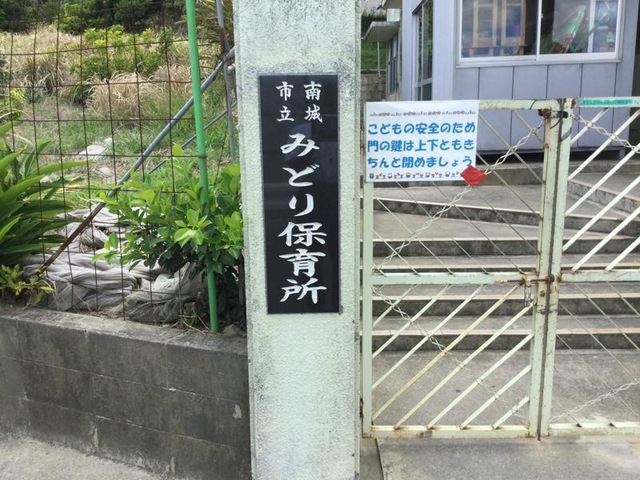 南城
市立
みどり保育所
こどもの安全のため
門の鍵は上下ともき
ちんと閉めましょう